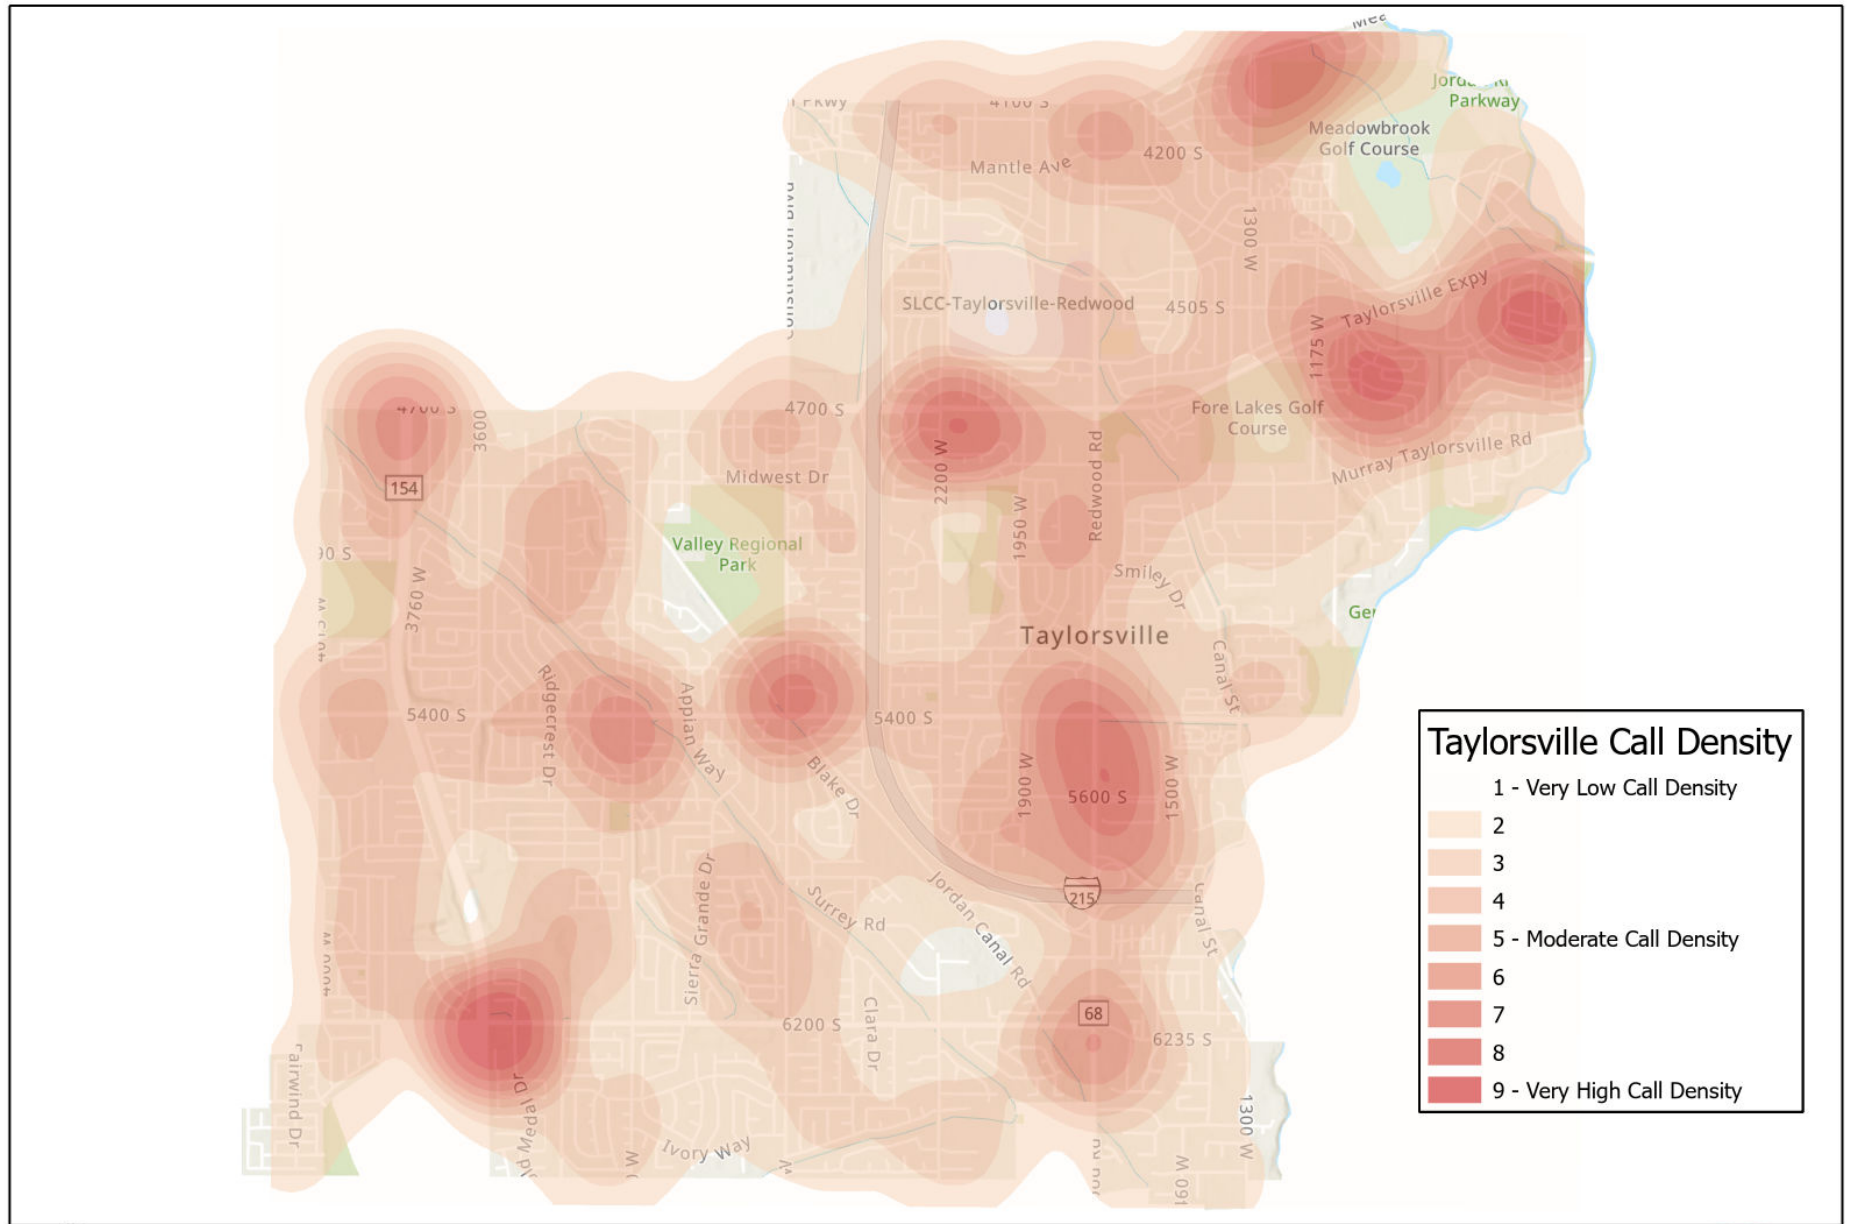 Parkway
Meadowbrook
Golf Course
4100 S
Mantle Ave
4200 S
1300 W
SLCC-Taylorsville-Redwood
4505 S
Taylorsville Expy
1175 W
4700 S
3600
4700 S
Fore Lakes Golf
Course
Murray Taylorsville Rd
Midwest Dr
2200 W
1950 W
Redwood Rd
154
Valley Regional
Park
3760 W
Smiley Dr
Taylorsville
Canal St
Ridgecrest Dr
Appian Way
5400 S
5400 S
Blake Dr
1900 W
5600 S
1500 W
215
Jordan Canal Rd
Surrey Rd
Sierra Grande Dr
Canal St
68
6200 S
Clara Dr
6235 S
1300 W
Ivory Way
Taylorsville Call Density
1 - Very Low Call Density
2
3
4
5 - Moderate Call Density
6
7
8
9 - Very High Call Density